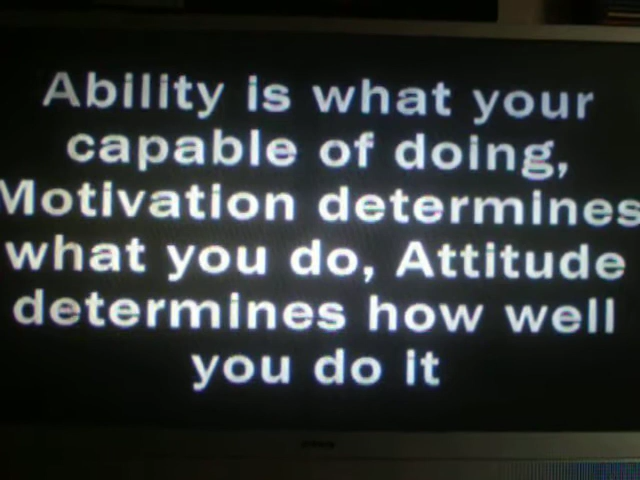 Ability is what your
capable of doing,
Motivation determines
what you do, Attitude
determines how well
you do it